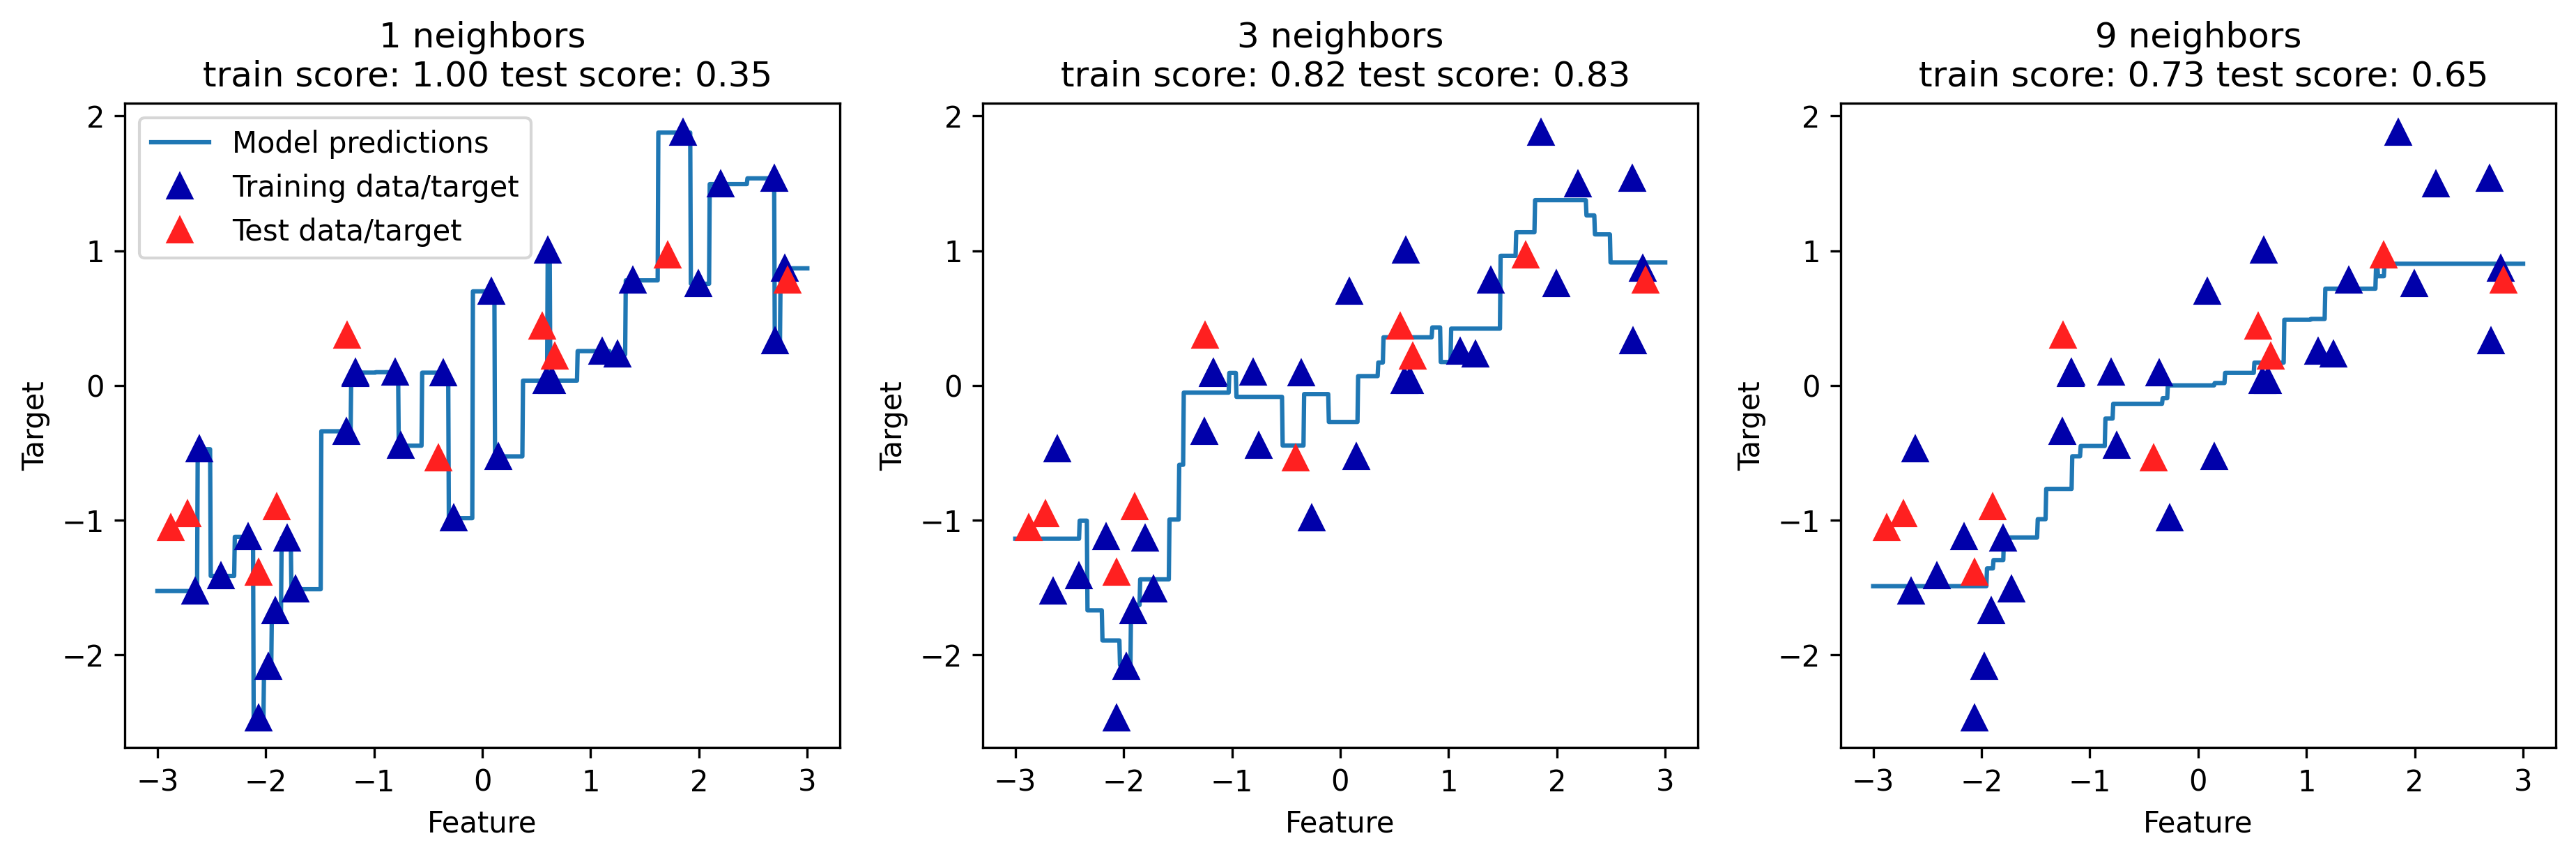 1 neighbors
train score: 1.00 test score: 0.35
2
1
0
−1
−2
Target
Model predictions
Training data/target
Test data/target
−3 −2 −1 0 1 2 3
Feature
3 neighbors
train score: 0.82 test score: 0.83
2
1
0
−1
−2
Target
−3 −2 −1 0 1 2 3
Feature
9 neighbors
train score: 0.73 test score: 0.65
2
1
0
−1
−2
Target
−3 −2 −1 0 1 2 3
Feature